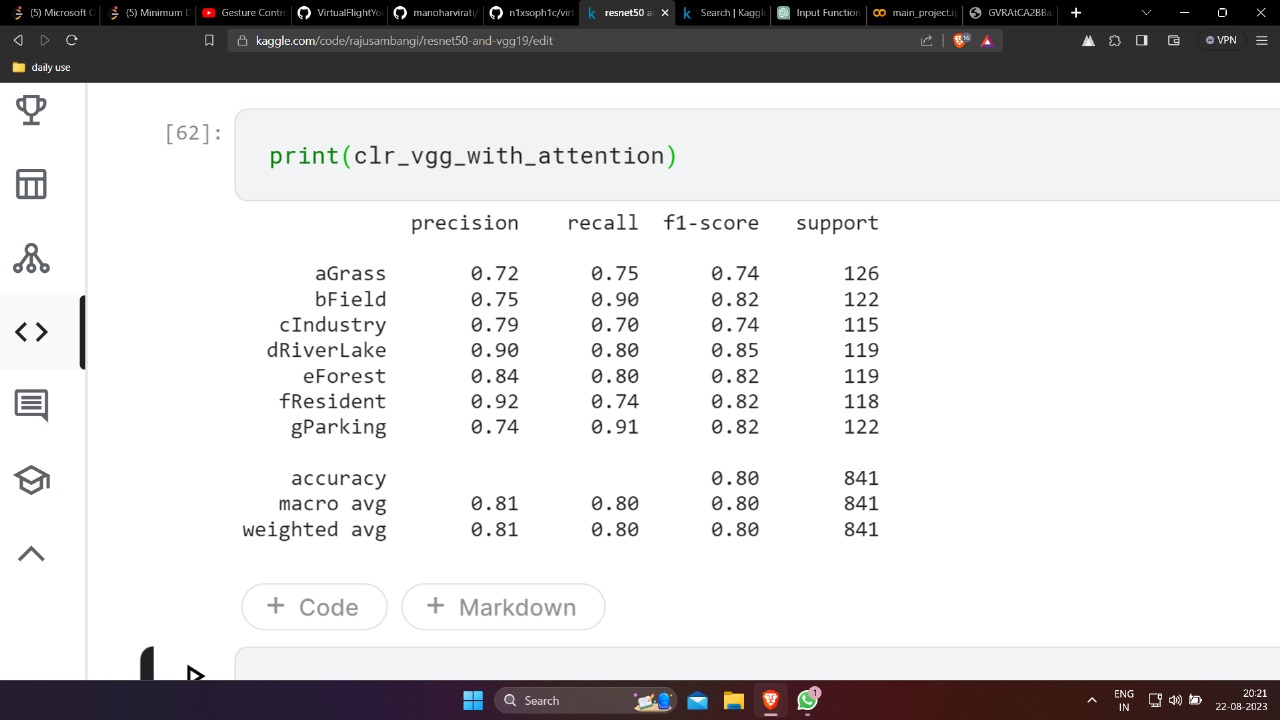 (5) Microsoft O
(5) Minimum D
Gesture Contr
VirtualFlightYo
manoharvirati/
n1xsoph1c/virt
resnet50 a
Search | Kaggle
Input Function
main_project.ip
GVRAtCA2BBa
kaggle.com/code/rajusambangi/resnet50-and-vgg19/edit
VPN
daily use
[62]:
print(clr_vgg_with_attention)
precision recall f1-score support
aGrass 0.72 0.75 0.74 126
bField 0.75 0.90 0.82 122
cIndustry 0.79 0.70 0.74 115
dRiverLake 0.90 0.80 0.85 119
eForest 0.84 0.80 0.82 119
fResident 0.92 0.74 0.82 118
gParking 0.74 0.91 0.82 122
accuracy 0.80 841
macro avg 0.81 0.80 0.80 841
weighted avg 0.81 0.80 0.80 841
+ Code + Markdown
Search
1
ENG
IN
20:21
22-08-2023